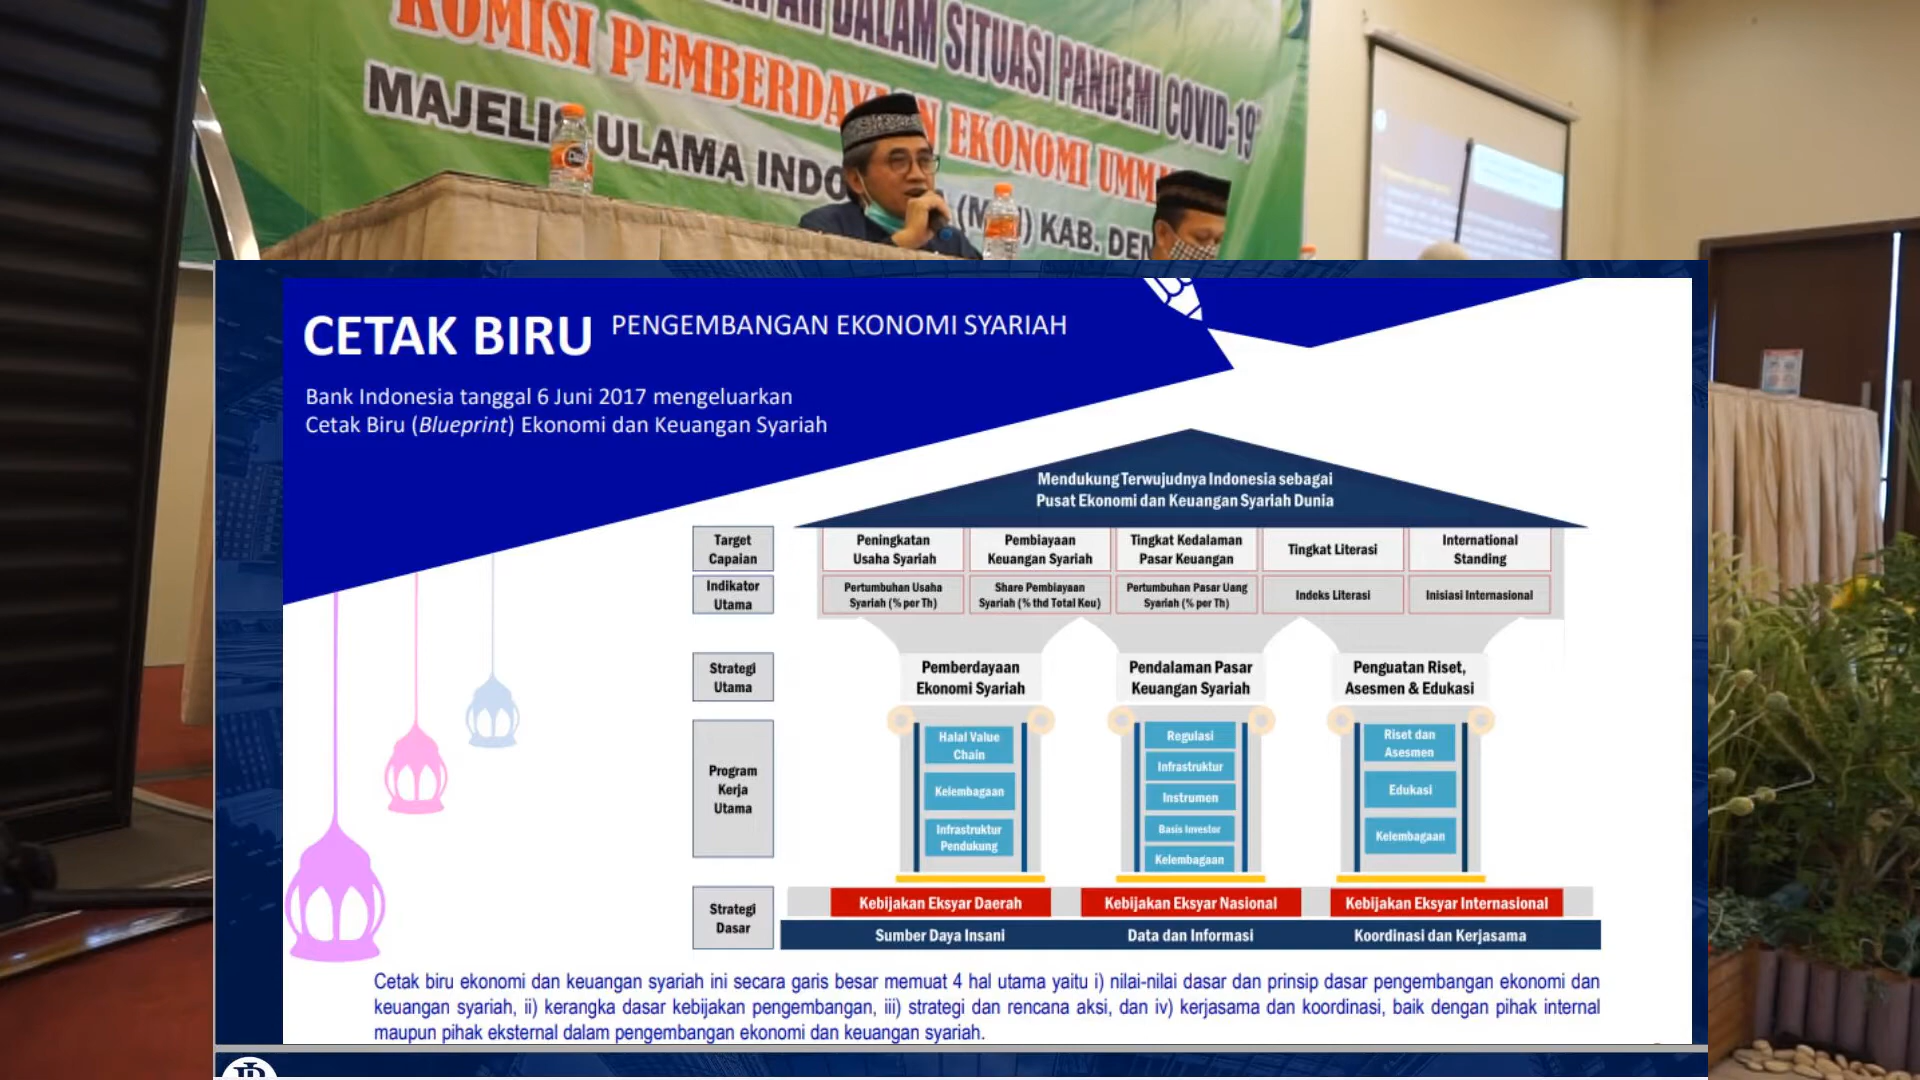 DALAM SITUASI PANDEMI COVID-19
KOMISI PEMBERDAYAAN EKONOMI UMMAT
MAJELIS ULAMA INDO
KAB. DEM
CETAK BIRU PENGEMBANGAN EKONOMI SYARIAH
Bank Indonesia tanggal 6 Juni 2017 mengeluarkan
Cetak Biru (Blueprint) Ekonomi dan Keuangan Syariah
Mendukung Terwujudnya Indonesia sebagai
Pusat Ekonomi dan Keuangan Syariah Dunia
Target
Capaian
Peningkatan
Usaha Syariah
Pembiayaan
Keuangan Syariah
Tingkat Kedalaman
Pasar Keuangan
Tingkat Literasi
International
Standing
Indikator
Utama
Pertumbuhan Usaha
Syariah (% per Th)
Share Pembiayaan
Syariah (% thd Total Keu)
Pertumbuhan Pasar Uang
Syariah (% per Th)
Indeks Literasi
Inisiasi Internasional
Strategi
Utama
Pemberdayaan
Ekonomi Syariah
Pendalaman Pasar
Keuangan Syariah
Penguatan Riset,
Asesmen & Edukasi
Program
Kerja
Utama
Halal Value
Chain
Kelembagaan
Infrastruktur
Pendukung
Regulasi
Infrastruktur
Instrumen
Basis Investor
Kelembagaan
Riset dan
Asesmen
Edukasi
Kelembagaan
Strategi
Dasar
Kebijakan Eksyar Daerah
Kebijakan Eksyar Nasional
Kebijakan Eksyar Internasional
Sumber Daya Insani
Data dan Informasi
Koordinasi dan Kerjasama
Cetak biru ekonomi dan keuangan syariah ini secara garis besar memuat 4 hal utama yaitu i) nilai-nilai dasar dan prinsip dasar pengembangan ekonomi dan
keuangan syariah, ii) kerangka dasar kebijakan pengembangan, iii) strategi dan rencana aksi, dan iv) kerjasama dan koordinasi, baik dengan pihak internal
maupun pihak eksternal dalam pengembangan ekonomi dan keuangan syariah.